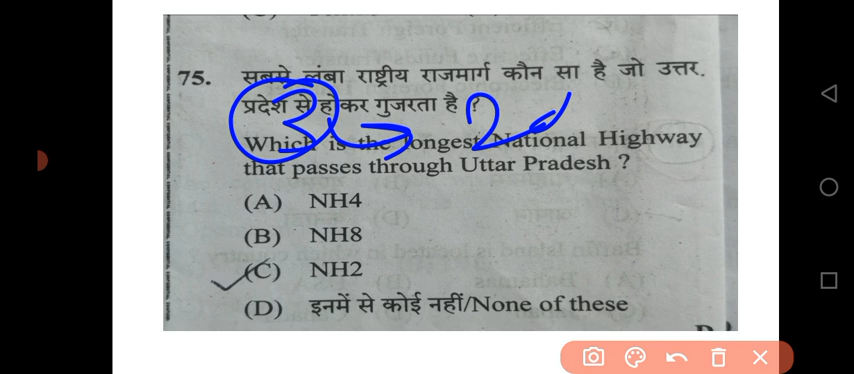 75. सबसे लंबा राष्ट्रीय राजमार्ग कौन सा है जो उत्तर.
प्रदेश से होकर गुजरता है ?
Which is the longest National Highway
that passes through Uttar Pradesh ?
(A) NH4
(B) NH8
(C) NH2
(D) इनमें से कोई नहीं/None of these